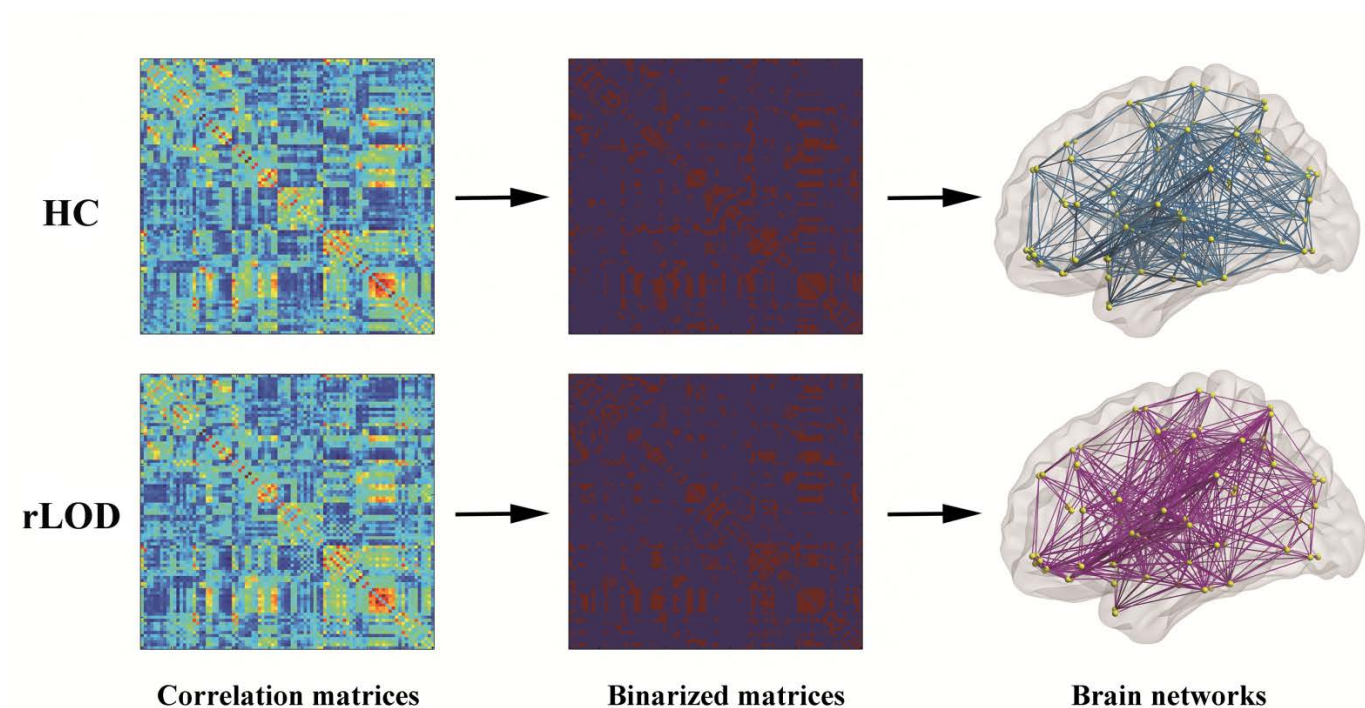 HC
rLOD
Correlation matrices
Binarized matrices
Brain networks